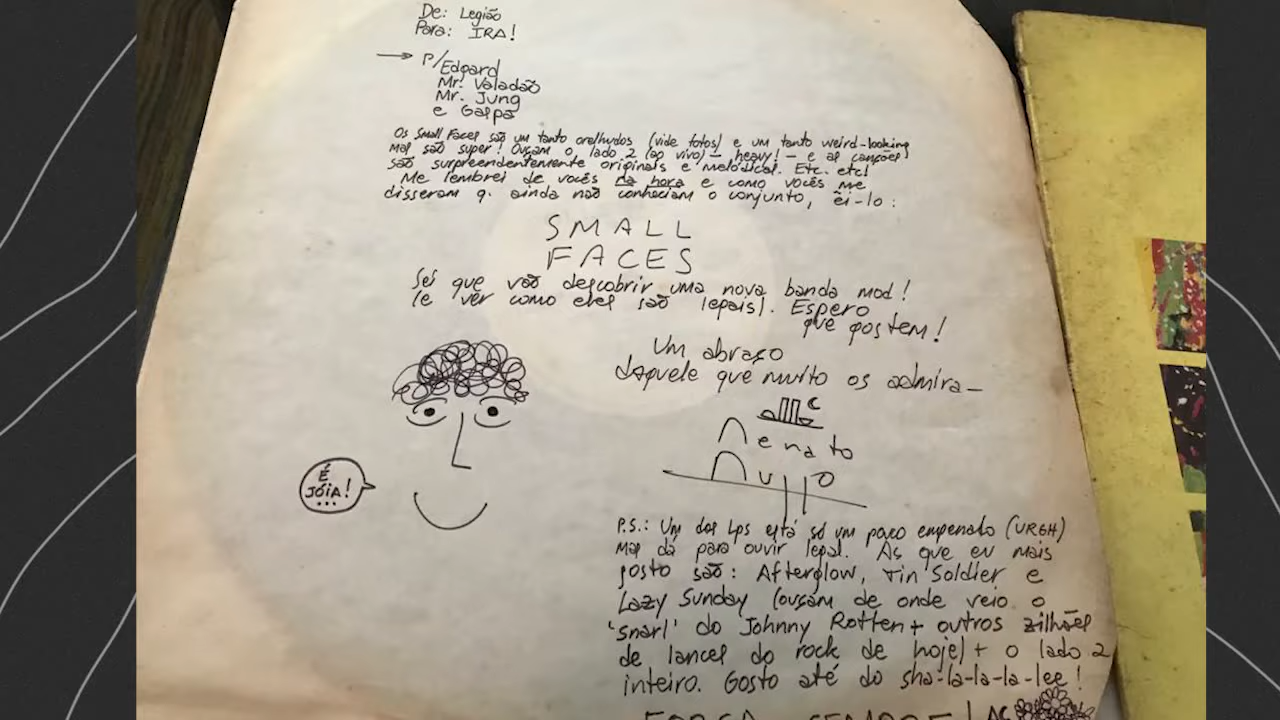 De: Legião
Para: IRA!
→ P/Edgard
Mr. Valadão
Mr. Jung
e Gaspa
Os Small Faces são um tanto orelhudos (vide fotos) e um tanto weird-looking
mas são super! Ouçam o lado 2 (ao vivo) – heavy! – e as canções
são surpreendentemente originais e melódicas. Etc. etc!
Me lembrei de vocês na hora e como vocês me
disseram q. ainda não conheciam o conjunto, ei-lo:
SMALL
FACES
Sei que vão descobrir uma nova banda mod!
(e ver como eles são legais). Espero
que gostem!
Um abraço
daquele que muito os admira –
Renato
Russo
É
JÓIA!
...
P.S.: Um dos Lps está só um poco empenado (URGH)
mas dá para ouvir legal. As que eu mais
gosto são: Afterglow, Tin Soldier e
Lazy Sunday (ouçam de onde veio o
'snarl' do Johnny Rotten + outros zilhões
de lances do rock de hoje) + o lado 2
inteiro. Gosto até do sha-la-la-la-lee!
FORÇA SEMPRE!